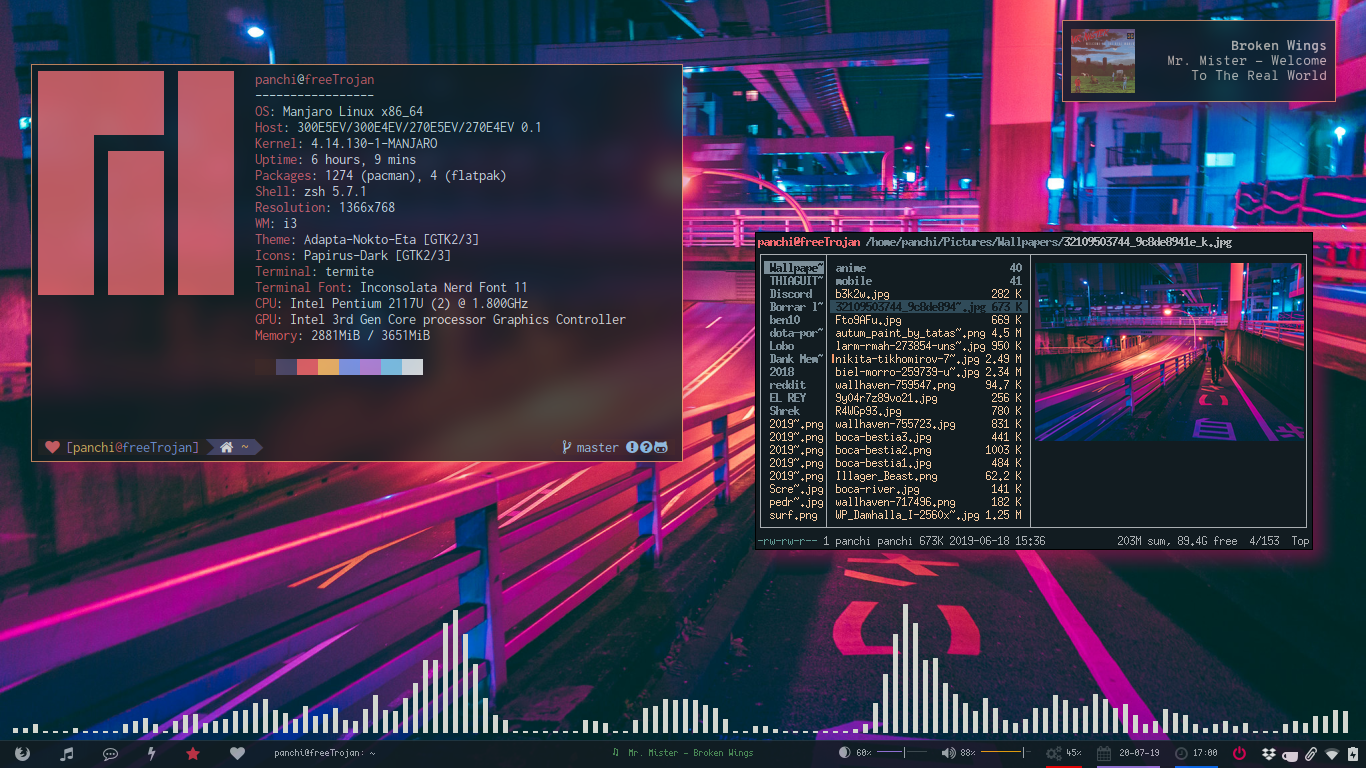 panchi@freeTrojan
-----------------
OS: Manjaro Linux x86_64
Host: 300E5EV/300E4EV/270E5EV/270E4EV 0.1
Kernel: 4.14.130-1-MANJARO
Uptime: 6 hours, 9 mins
Packages: 1274 (pacman), 4 (flatpak)
Shell: zsh 5.7.1
Resolution: 1366x768
WM: i3
Theme: Adapta-Nokto-Eta [GTK2/3]
Icons: Papirus-Dark [GTK2/3]
Terminal: termite
Terminal Font: Inconsolata Nerd Font 11
CPU: Intel Pentium 2117U (2) @ 1.800GHz
GPU: Intel 3rd Gen Core processor Graphics Controller
Memory: 2881MiB / 3651MiB
[panchi@freeTrojan] ~ master
Broken Wings
Mr. Mister – Welcome
To The Real World
panchi@freeTrojan /home/panchi/Pictures/Wallpapers/32109503744_9c8de8941e_k.jpg
Wallpape~ anime 40
THIAGUIT~ mobile 41
Discord b3k2w.jpg 282 K
Borrar l~ 32109503744_9c8de894~.jpg 673 K
ben10 Fto9AFu.jpg 669 K
dota-por~ autum_paint_by_tatas~.png 4.5 M
Lobo larm-rmah-273854-uns~.jpg 950 K
Dank Mem~ nikita-tikhomirov-7~.jpg 2.49 M
2018 biel-morro-259739-u~.jpg 2.34 M
reddit wallhaven-759547.png 94.7 K
EL REY 9y04r7z89vo21.jpg 256 K
Shrek R4WGp93.jpg 780 K
2019~.png wallhaven-755723.jpg 831 K
2019~.png boca-bestia3.jpg 441 K
2019~.png boca-bestia2.png 1003 K
2019~.png boca-bestia1.jpg 484 K
2019~.png Illager_Beast.png 62.2 K
Scre~.jpg boca-river.jpg 141 K
pedr~.jpg wallhaven-717496.png 182 K
surf.png WP_Damhalla_I-2560x~.jpg 1.25 M
-rw-rw-r-- 1 panchi panchi 673K 2019-06-18 15:36 203M sum, 89.4G free 4/153 Top
panchi@freeTrojan: ~ Mr. Mister - Broken Wings 60% 88% 45% 20-07-19 17:00